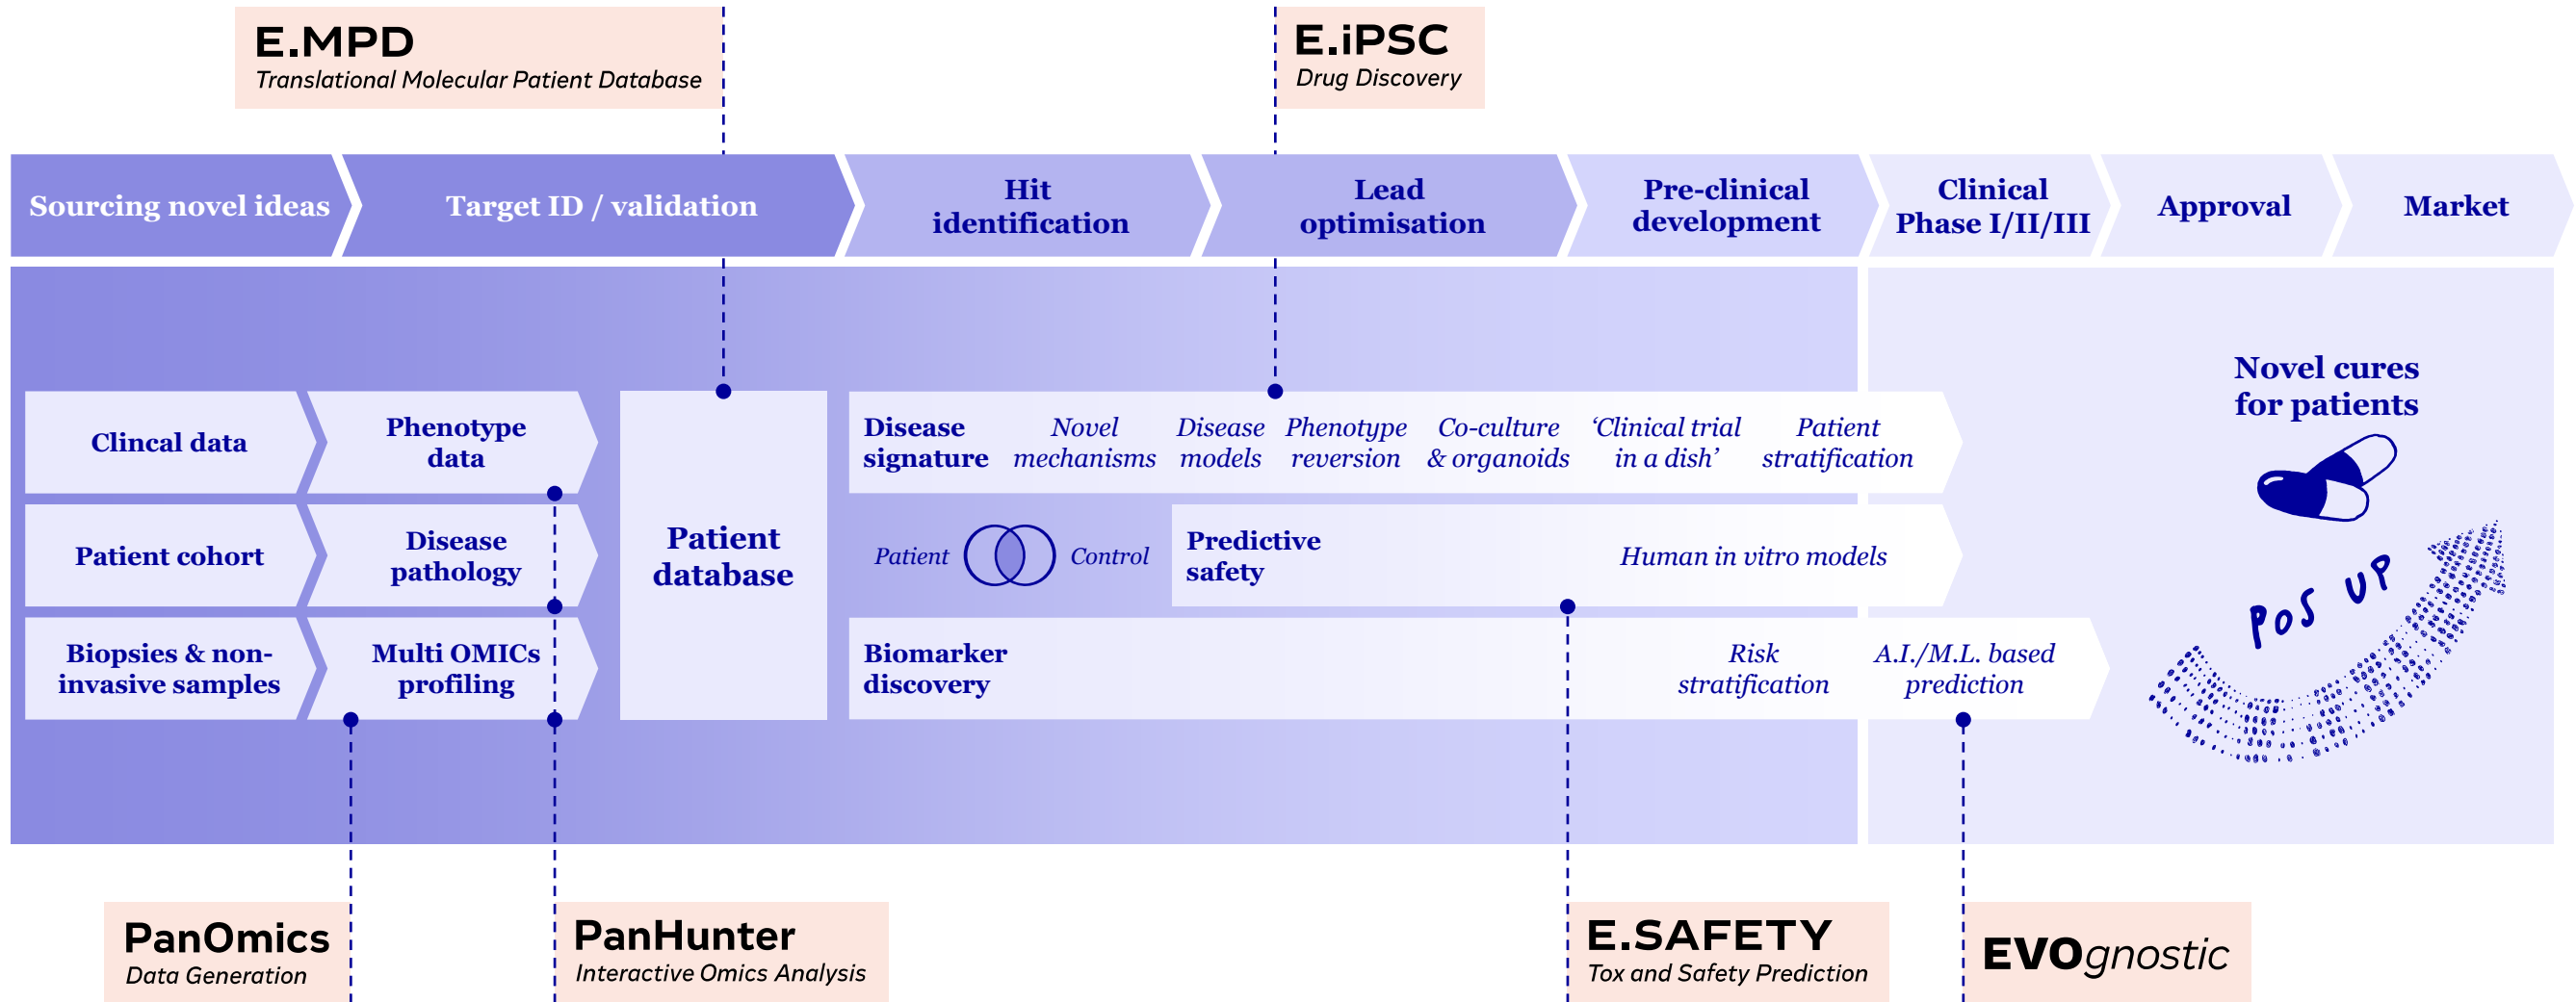 E.MPD
Translational Molecular Patient Database
E.iPSC
Drug Discovery
Sourcing novel ideas
Target ID / validation
Hit
identification
Lead
optimisation
Pre-clinical
development
Clinical
Phase I/II/III
Approval
Market
Clincal data
Phenotype
data
Patient cohort
Disease
pathology
Biopsies & non-
invasive samples
Multi OMICs
profiling
Patient
database
Disease
signature
Novel
mechanisms
Disease
models
Phenotype
reversion
Co-culture
& organoids
‘Clinical trial
in a dish’
Patient
stratification
Patient
Control
Predictive
safety
Human in vitro models
Biomarker
discovery
Risk
stratification
A.I./M.L. based
prediction
Novel cures
for patients
POS UP
PanOmics
Data Generation
PanHunter
Interactive Omics Analysis
E.SAFETY
Tox and Safety Prediction
EVOgnostic